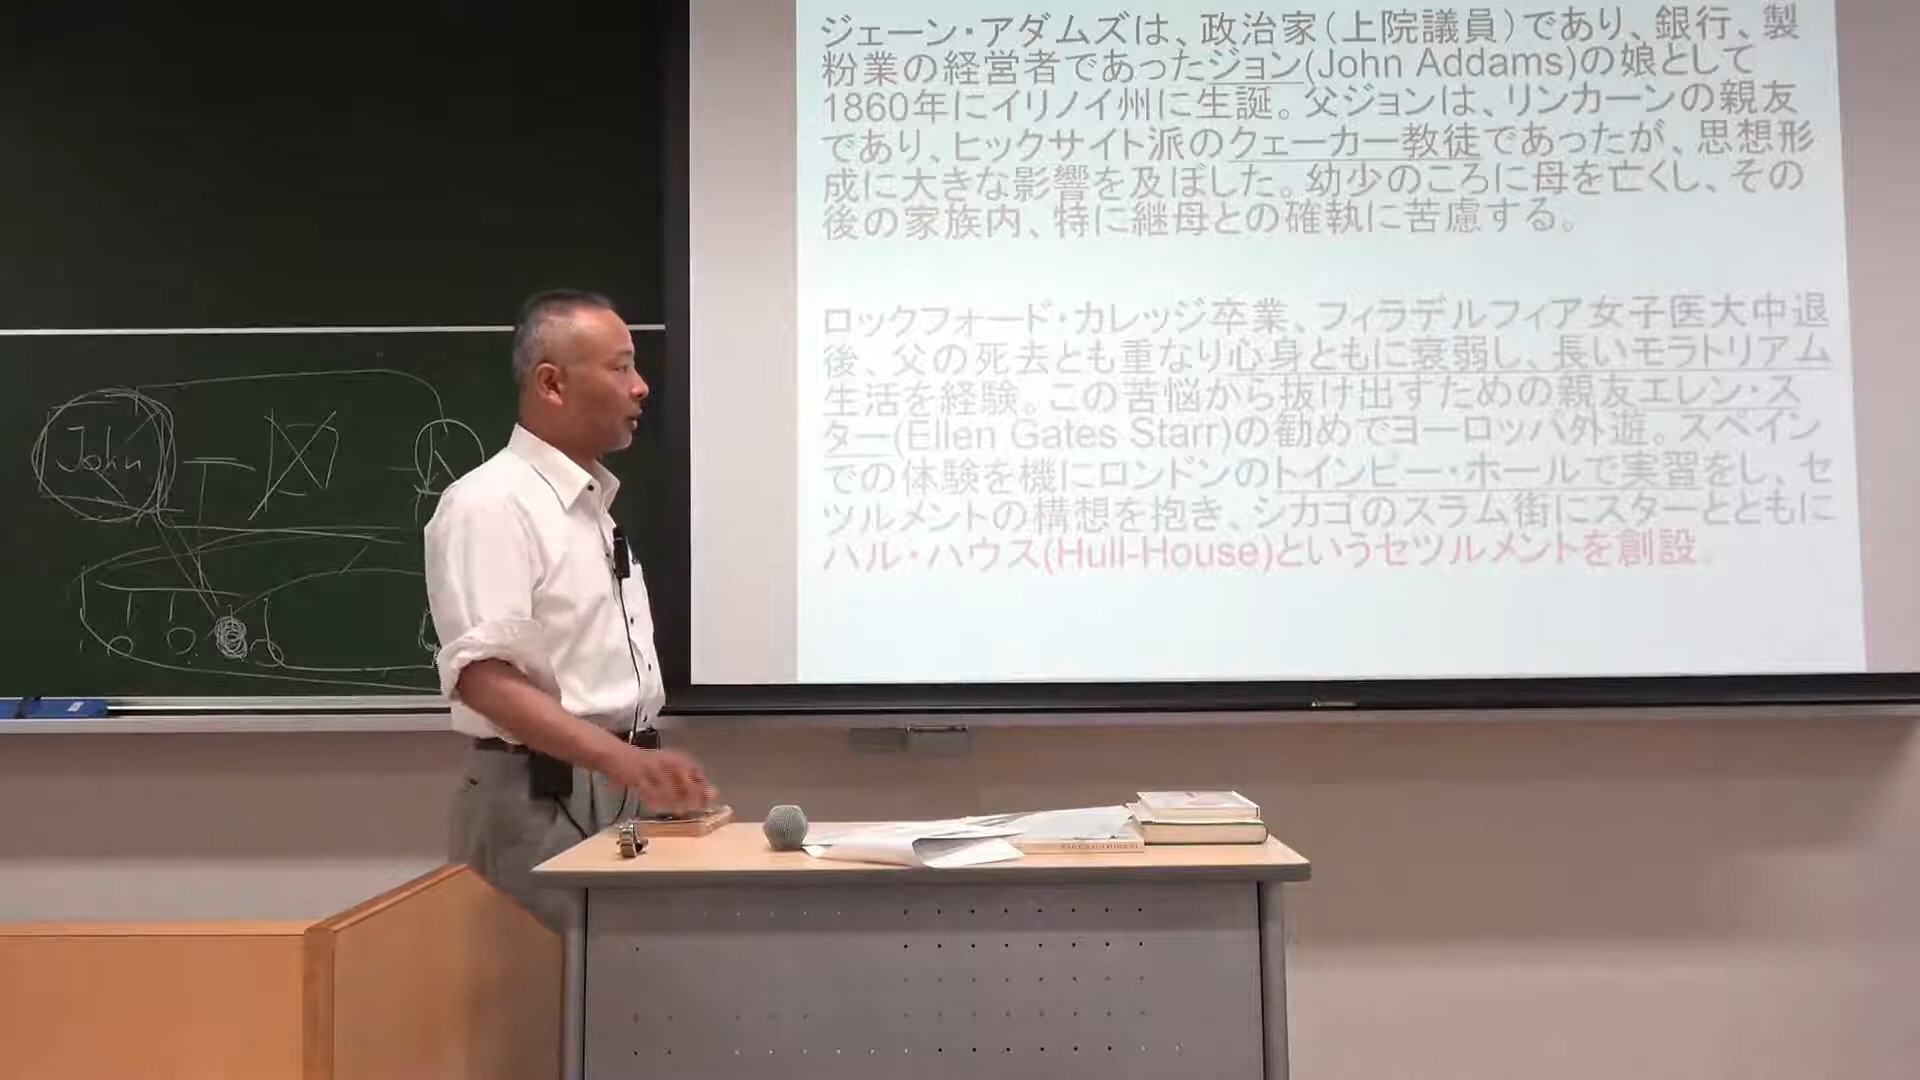 ジェーン・アダムズは、政治家(上院議員)であり、銀行、製
粉業の経営者であったジョン(John Addams)の娘として
1860年にイリノイ州に生誕。父ジョンは、リンカーンの親友
であり、ヒックサイト派のクェーカー教徒であったが、思想形
成に大きな影響を及ぼした。幼少のころに母を亡くし、その
後の家族内、特に継母との確執に苦慮する。
ロックフォード・カレッジ卒業、フィラデルフィア女子医大中退
後、父の死去とも重なり心身ともに衰弱し、長いモラトリアム
生活を経験。この苦悩から抜け出すための親友エレン・ス
ター(Ellen Gates Starr)の勧めでヨーロッパ外遊。スペイン
での体験を機にロンドンのトインビー・ホールで実習をし、セ
ツルメントの構想を抱き、シカゴのスラム街にスターとともに
ハル・ハウス(Hull-House)というセツルメントを創設。
John